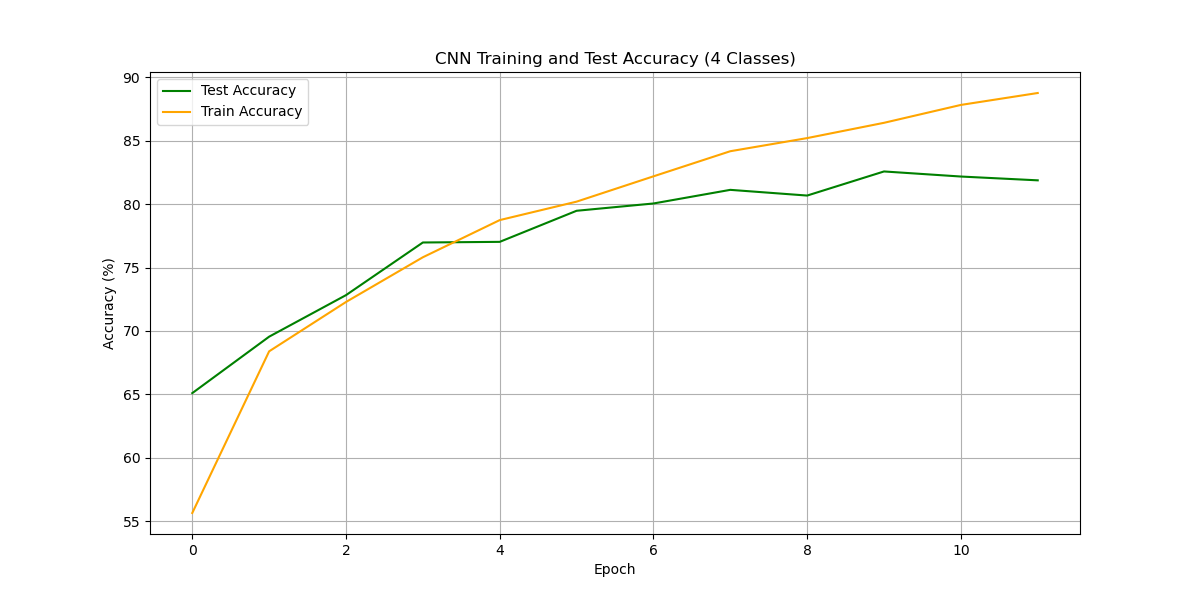 CNN Training and Test Accuracy (4 Classes)
Test Accuracy
Train Accuracy
Accuracy (%)
90
85
80
75
70
65
60
55
0 2 4 6 8 10
Epoch